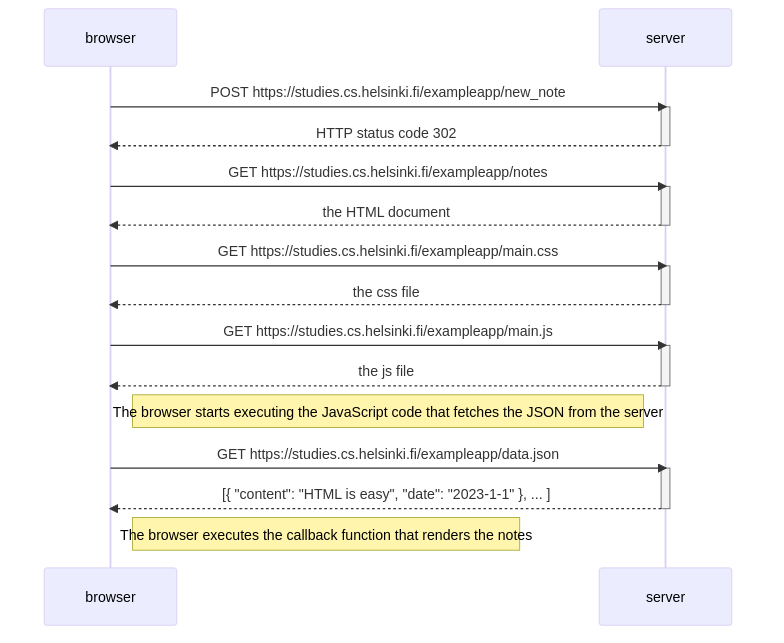 browser server
POST https://studies.cs.helsinki.fi/exampleapp/new_note
HTTP status code 302
GET https://studies.cs.helsinki.fi/exampleapp/notes
the HTML document
GET https://studies.cs.helsinki.fi/exampleapp/main.css
the css file
GET https://studies.cs.helsinki.fi/exampleapp/main.js
the js file
The browser starts executing the JavaScript code that fetches the JSON from the server
GET https://studies.cs.helsinki.fi/exampleapp/data.json
[{ "content": "HTML is easy", "date": "2023-1-1" }, ... ]
The browser executes the callback function that renders the notes
browser server